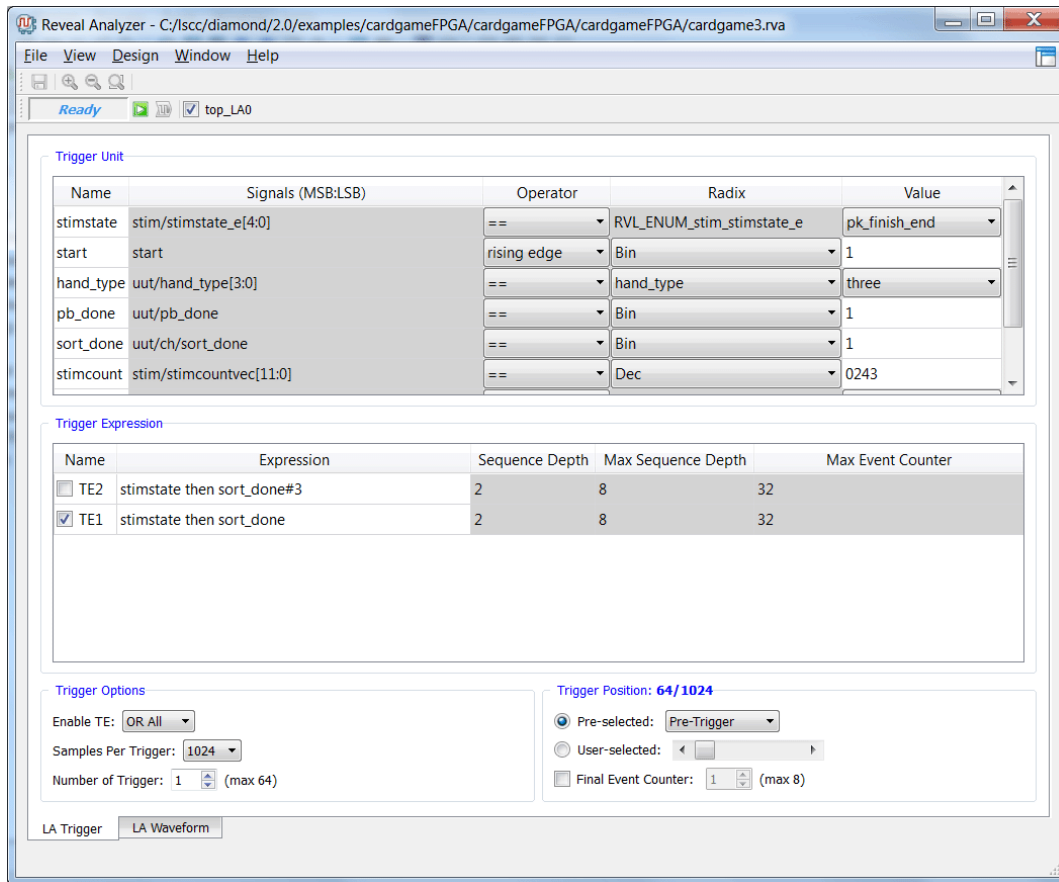 Reveal Analyzer - C:/lscc/diamond/2.0/examples/cardgameFPGA/cardgameFPGA/cardgameFPGA/cardgame3.rva
File View Design Window Help
Ready top_LA0
Trigger Unit
Name Signals (MSB:LSB) Operator Radix Value
stimstate stim/stimstate_e[4:0] == RVL_ENUM_stim_stimstate_e pk_finish_end
start start rising edge Bin 1
hand_type uut/hand_type[3:0] == hand_type three
pb_done uut/pb_done == Bin 1
sort_done uut/ch/sort_done == Bin 1
stimcount stim/stimcountvec[11:0] == Dec 0243
Trigger Expression
Name Expression Sequence Depth Max Sequence Depth Max Event Counter
TE2 stimstate then sort_done#3 2 8 32
TE1 stimstate then sort_done 2 8 32
Trigger Options
Enable TE: OR All
Samples Per Trigger: 1024
Number of Trigger: 1 (max 64)
Trigger Position: 64/1024
Pre-selected: Pre-Trigger
User-selected:
Final Event Counter: 1 (max 8)
LA Trigger LA Waveform